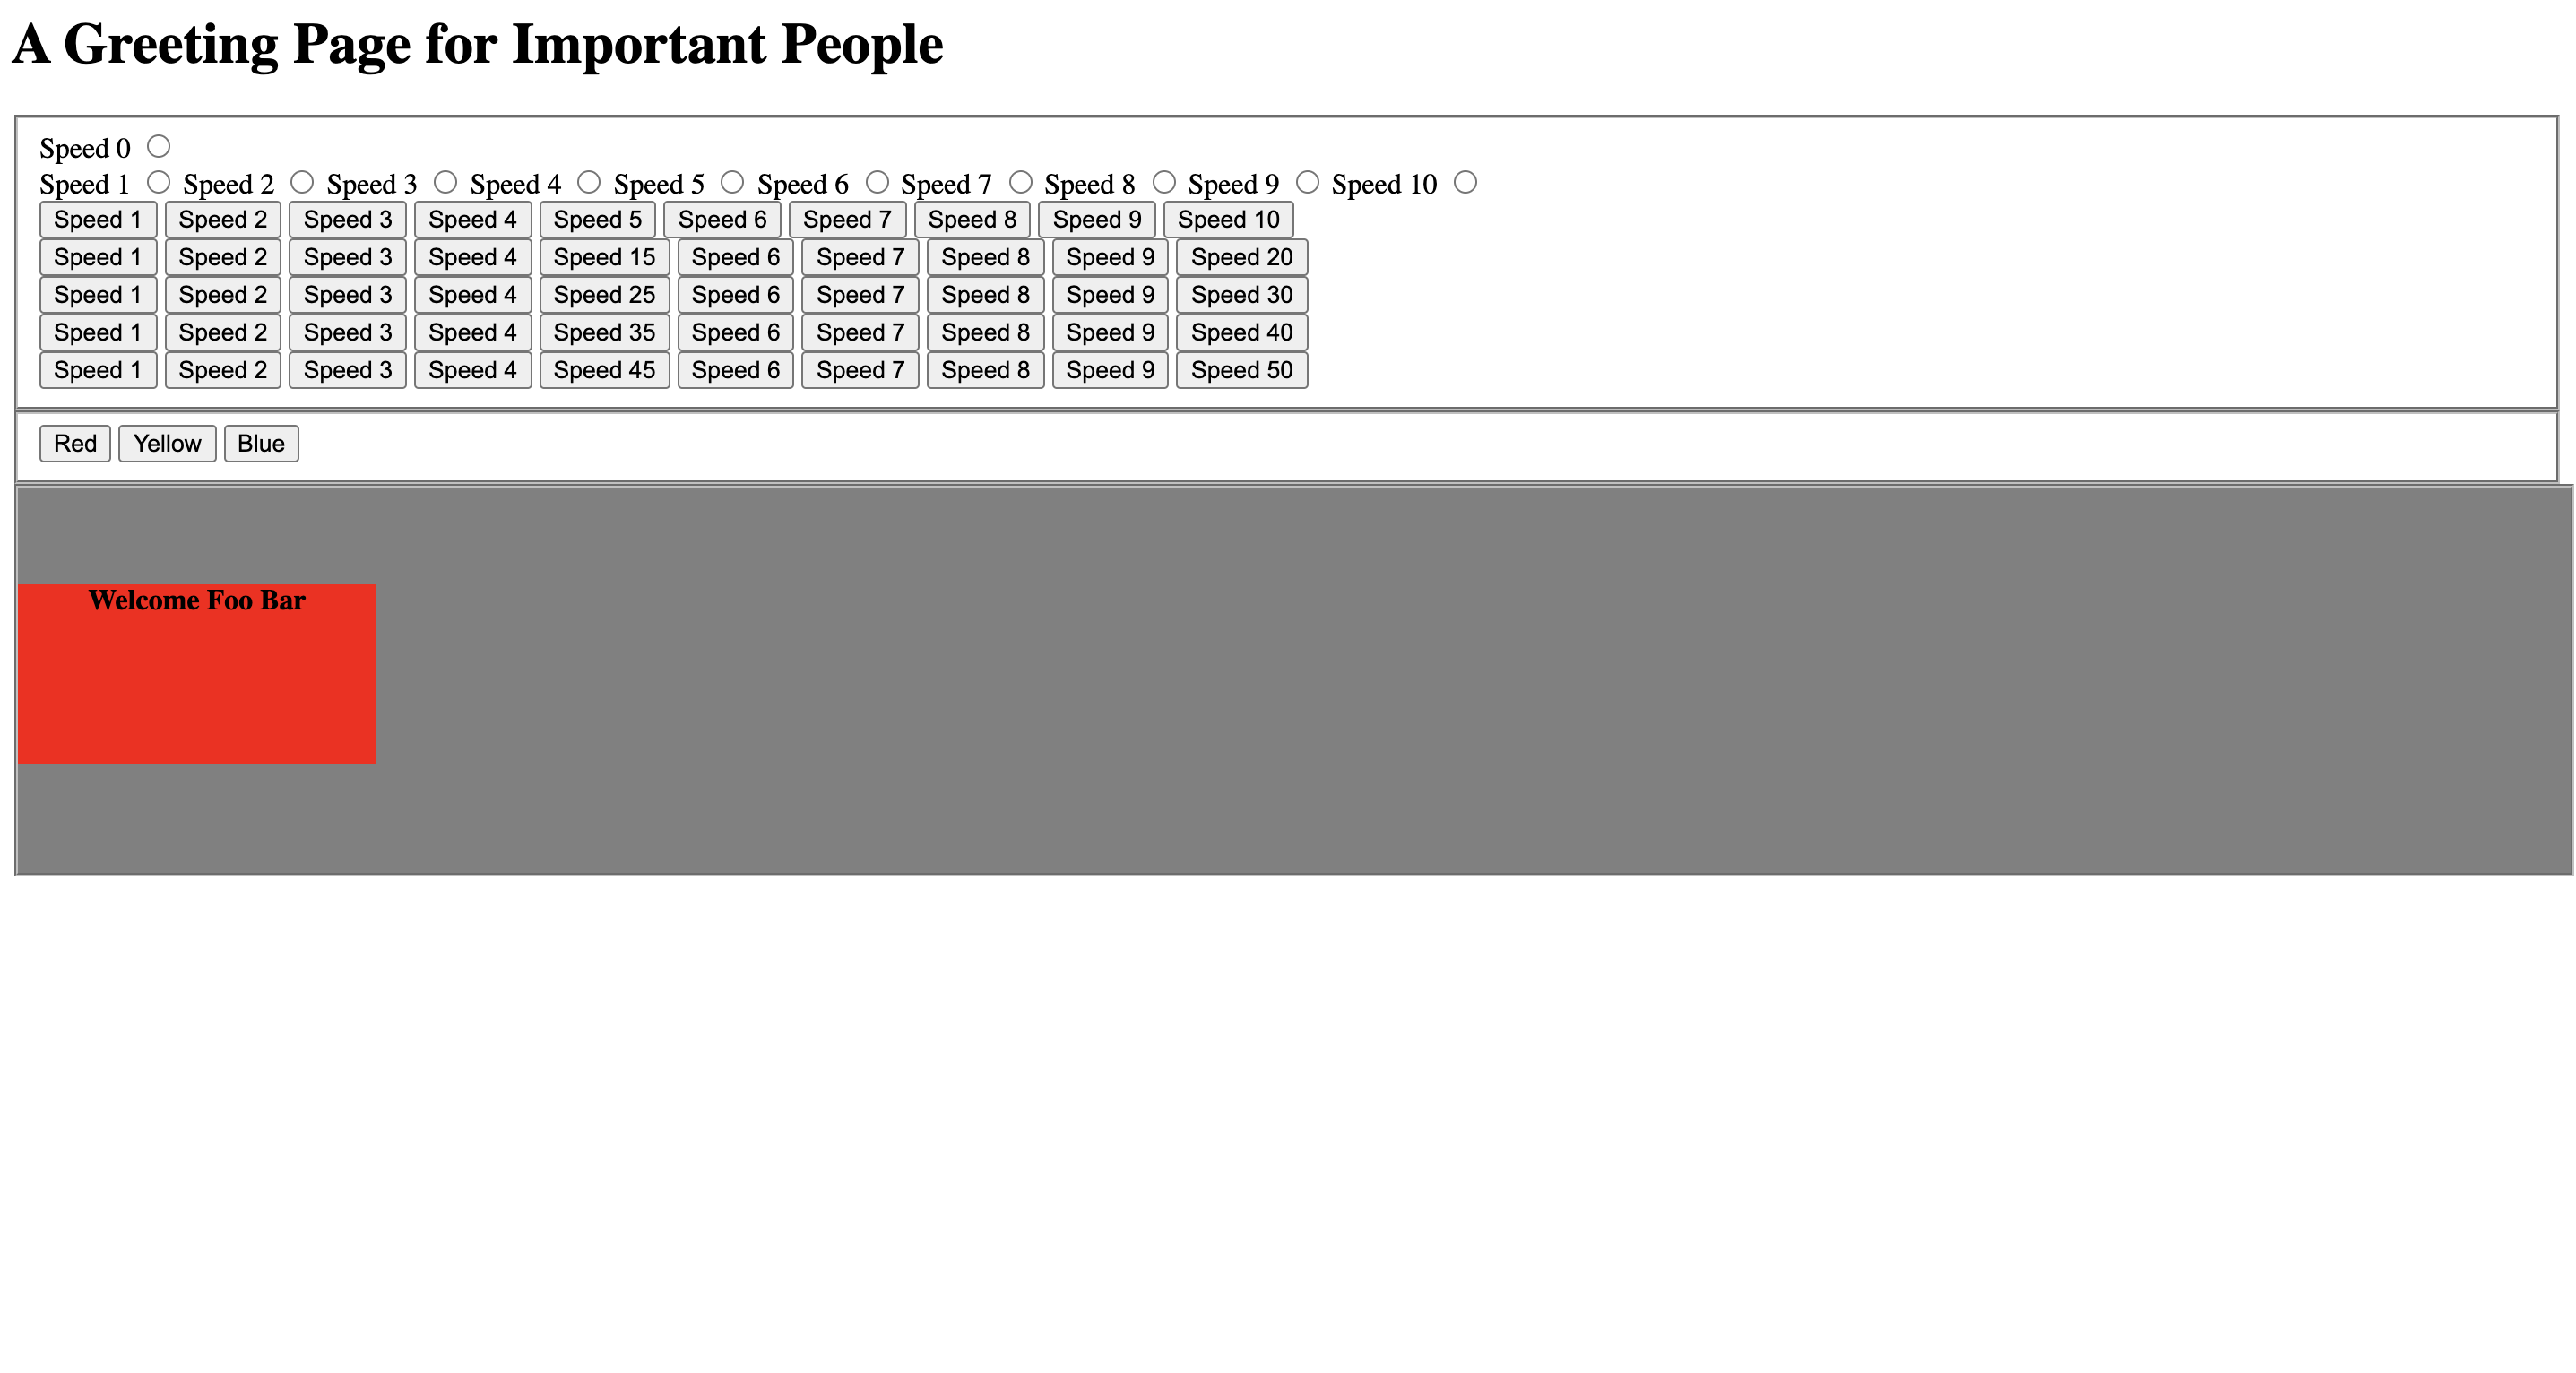 A Greeting Page for Important People
Speed 0
Speed 1 Speed 2 Speed 3 Speed 4 Speed 5 Speed 6 Speed 7 Speed 8 Speed 9 Speed 10
Speed 1 Speed 2 Speed 3 Speed 4 Speed 5 Speed 6 Speed 7 Speed 8 Speed 9 Speed 10
Speed 1 Speed 2 Speed 3 Speed 4 Speed 15 Speed 6 Speed 7 Speed 8 Speed 9 Speed 20
Speed 1 Speed 2 Speed 3 Speed 4 Speed 25 Speed 6 Speed 7 Speed 8 Speed 9 Speed 30
Speed 1 Speed 2 Speed 3 Speed 4 Speed 35 Speed 6 Speed 7 Speed 8 Speed 9 Speed 40
Speed 1 Speed 2 Speed 3 Speed 4 Speed 45 Speed 6 Speed 7 Speed 8 Speed 9 Speed 50
Red Yellow Blue
Welcome Foo Bar